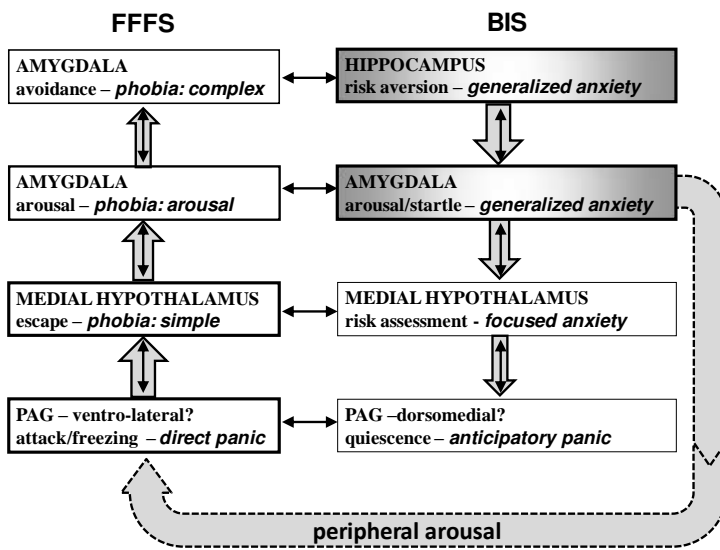 FFFS
BIS
AMYGDALA
avoidance – phobia: complex
HIPPOCAMPUS
risk aversion – generalized anxiety
AMYGDALA
arousal – phobia: arousal
AMYGDALA
arousal/startle – generalized anxiety
MEDIAL HYPOTHALAMUS
escape – phobia: simple
MEDIAL HYPOTHALAMUS
risk assessment - focused anxiety
PAG – ventro-lateral?
attack/freezing – direct panic
PAG –dorsomedial?
quiescence – anticipatory panic
peripheral arousal